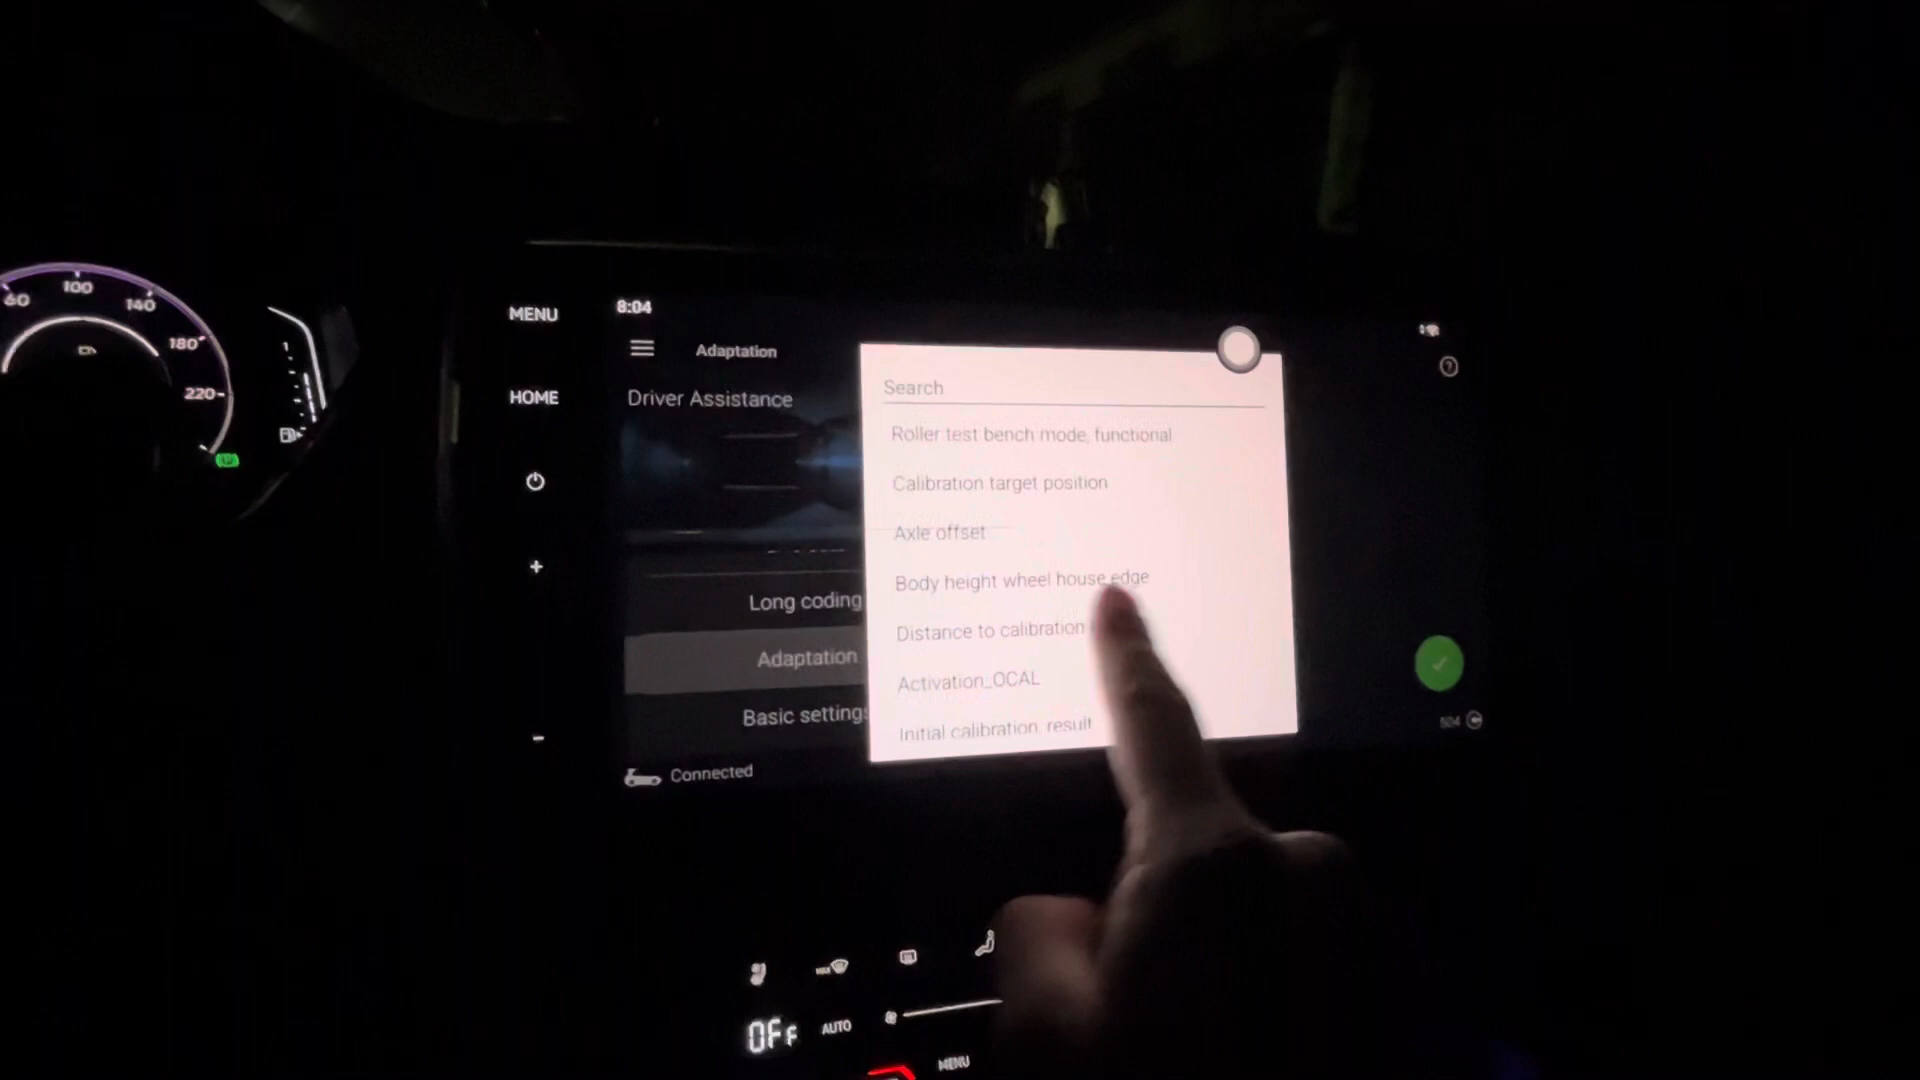 60
100
140
180
220
MENU
HOME
+
-
8:04
Adaptation
Driver Assistance
Long coding
Adaptation
Basic setting
Connected
Search
Roller test bench mode, functional
Calibration target position
Axle offset
Body height wheel house edge
Distance to calibration
Activation_OCAL
Initial calibration, result
?
504
MAX
OFF
AUTO
MENU